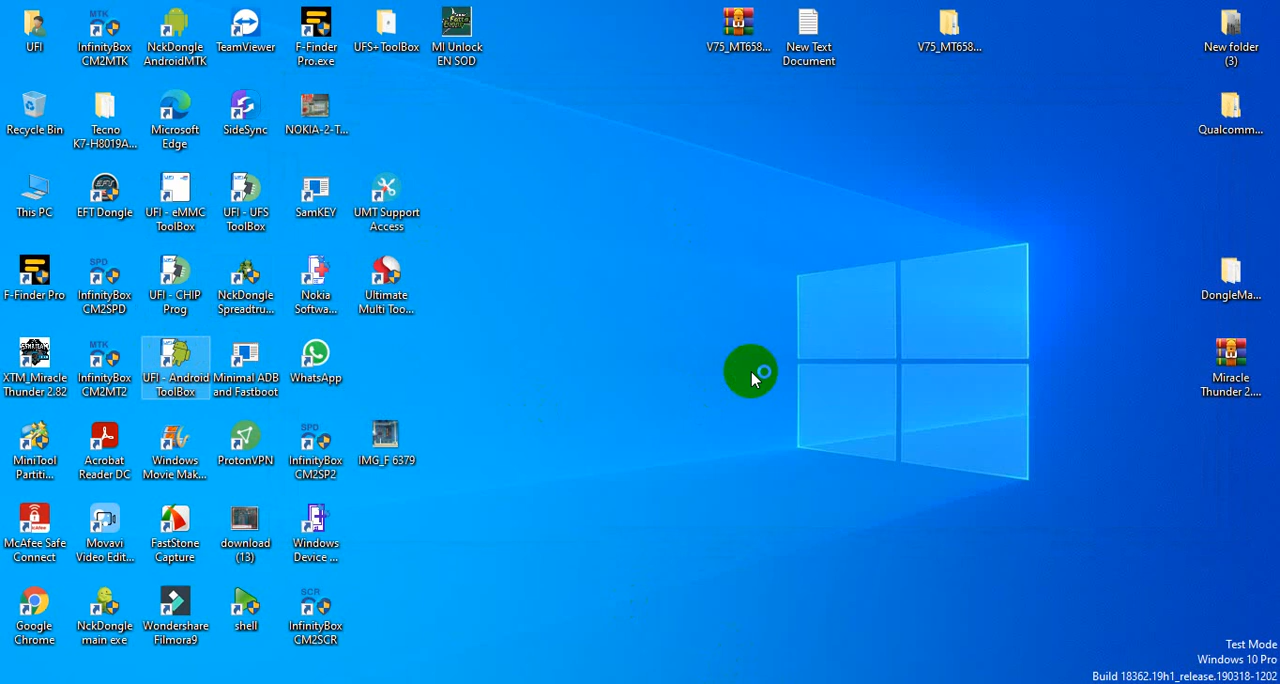 UFI
InfinityBox
CM2MTK
NckDongle
AndroidMTK
TeamViewer
F-Finder
Pro.exe
UFS+ToolBox
MI Unlock
EN SOD
V75_MT658...
New Text
Document
V75_MT658...
New folder
(3)
Recycle Bin
Tecno
K7-H8019A...
Microsoft
Edge
SideSync
NOKIA-2-T...
Qualcomm...
This PC
EFT Dongle
UFI - eMMC
ToolBox
UFI - UFS
ToolBox
SamKEY
UMT Support
Access
F-Finder Pro
InfinityBox
CM2SPD
UFI - CHIP
Prog
NckDongle
Spreadtru...
Nokia
Softwa...
Ultimate
Multi Too...
DongleMa...
XTM_Miracle
Thunder 2.82
InfinityBox
CM2MT2
UFI - Android
ToolBox
Minimal ADB
and Fastboot
WhatsApp
Miracle
Thunder 2....
MiniTool
Partiti...
Acrobat
Reader DC
Windows
Movie Mak...
ProtonVPN
InfinityBox
CM2SP2
IMG_F 6379
McAfee Safe
Connect
Movavi
Video Edit...
FastStone
Capture
download
(13)
Windows
Device ...
Google
Chrome
NckDongle
main exe
Wondershare
Filmora9
shell
InfinityBox
CM2SCR
Test Mode
Windows 10 Pro
Build 18362.19h1_release.190318-1202